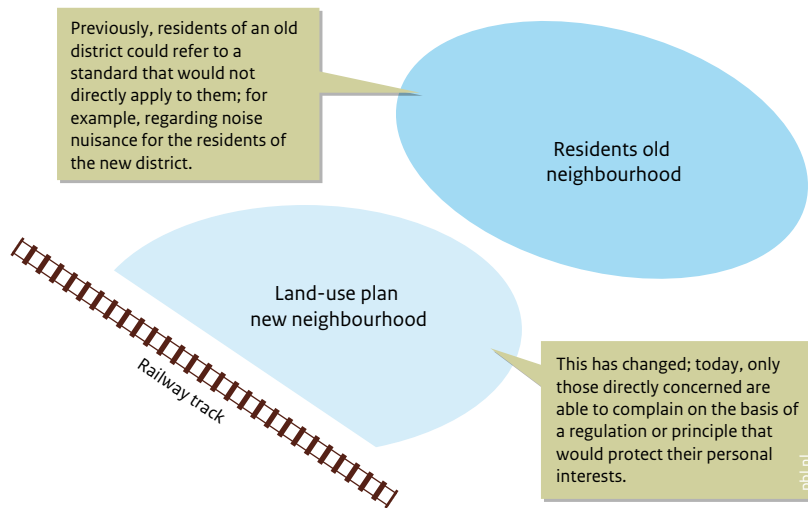 Previously, residents of an old
district could refer to a
standard that would not
directly apply to them; for
example, regarding noise
nuisance for the residents of
the new district.
Residents old
neighbourhood
Land-use plan
new neighbourhood
Railway track
This has changed; today, only
those directly concerned are
able to complain on the basis of
a regulation or principle that
would protect their personal
interests.
pbl.nl